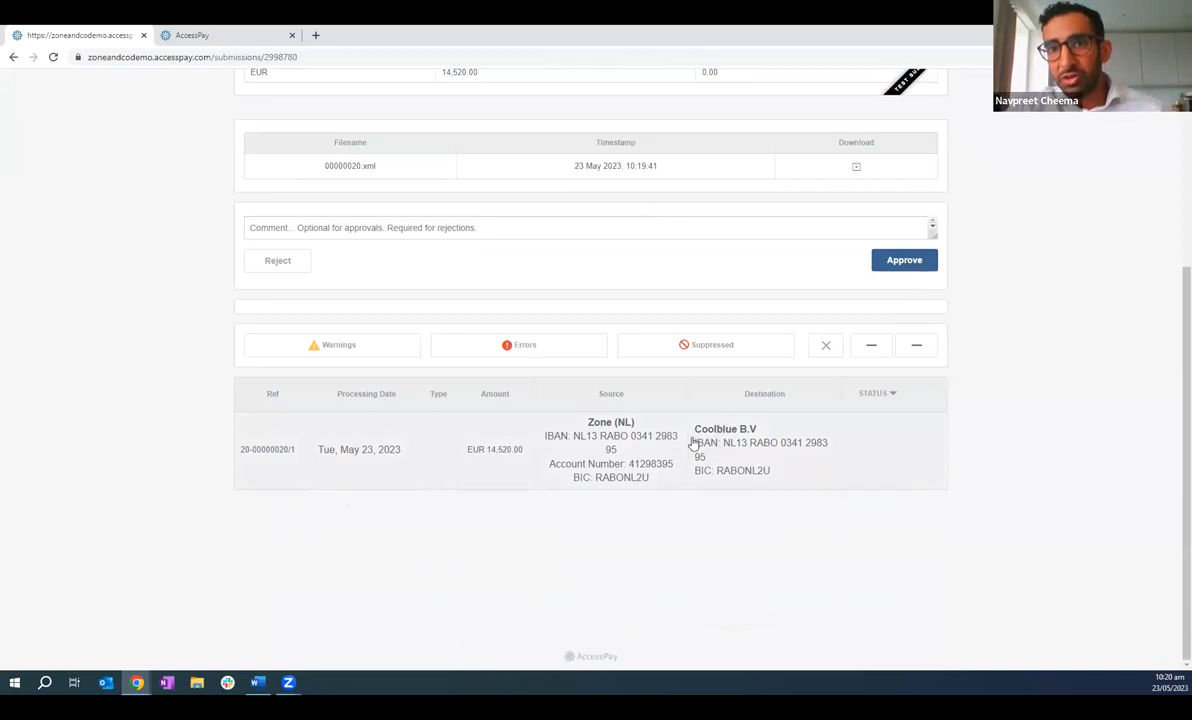 https://zoneandcodemo.accessp
AccessPay
zoneandcodemo.accesspay.com/submissions/2998780
Navpreet Cheema
EUR 14,520.00 0.00
TEST SU
Filename Timestamp Download
00000020.xml 23 May 2023, 10:19:41
Comment... Optional for approvals. Required for rejections.
Reject Approve
Warnings Errors Suppressed
Ref Processing Date Type Amount Source Destination STATUS
20-00000020/1
Tue, May 23, 2023
EUR 14,520.00
Zone (NL)
IBAN: NL13 RABO 0341 2983
95
Account Number: 41298395
BIC: RABONL2U
Coolblue B.V
IBAN: NL13 RABO 0341 2983
95
BIC: RABONL2U
AccessPay
10:20 am
23/05/2023